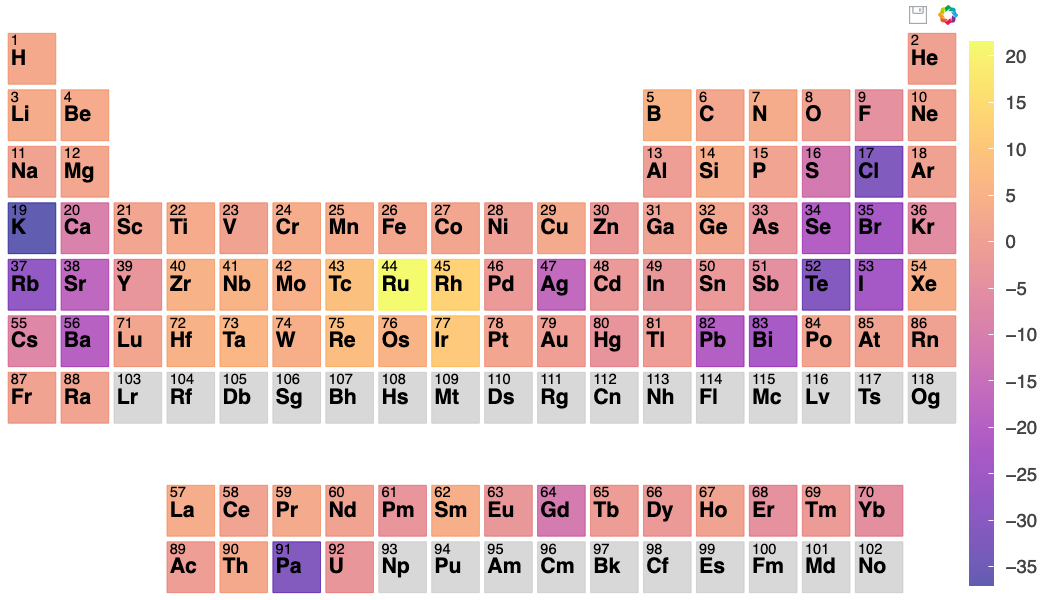 1 2
H He
3 4 5 6 7 8 9 10
Li Be B C N O F Ne
11 12 13 14 15 16 17 18
Na Mg Al Si P S Cl Ar
19 20 21 22 23 24 25 26 27 28 29 30 31 32 33 34 35 36
K Ca Sc Ti V Cr Mn Fe Co Ni Cu Zn Ga Ge As Se Br Kr
37 38 39 40 41 42 43 44 45 46 47 48 49 50 51 52 53 54
Rb Sr Y Zr Nb Mo Tc Ru Rh Pd Ag Cd In Sn Sb Te I Xe
55 56 71 72 73 74 75 76 77 78 79 80 81 82 83 84 85 86
Cs Ba Lu Hf Ta W Re Os Ir Pt Au Hg Tl Pb Bi Po At Rn
87 88 103 104 105 106 107 108 109 110 111 112 113 114 115 116 117 118
Fr Ra Lr Rf Db Sg Bh Hs Mt Ds Rg Cn Nh Fl Mc Lv Ts Og
57 58 59 60 61 62 63 64 65 66 67 68 69 70
La Ce Pr Nd Pm Sm Eu Gd Tb Dy Ho Er Tm Yb
89 90 91 92 93 94 95 96 97 98 99 100 101 102
Ac Th Pa U Np Pu Am Cm Bk Cf Es Fm Md No
20
15
10
5
0
−5
−10
−15
−20
−25
−30
−35